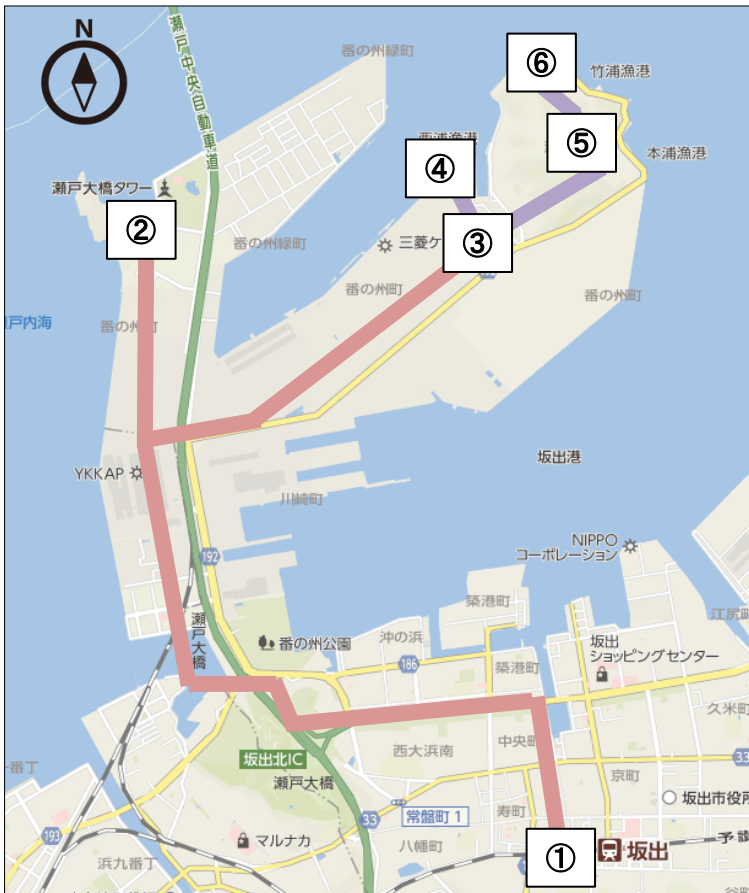 N
瀬戸中央自動車道
番の州緑町
⑥
竹浦漁港
⑤
本浦漁港
④
瀬戸大橋タワー
②
③
番の州緑町
三菱ケ
番の州町
番の州町
戸内海
番の州町
坂出港
YKKAP
川崎町
NIPPO
コーポレーション
192
築港町
江尻町
瀬戸大橋
番の州公園
沖の浜
186
築港町
坂出
ショッピングセンター
久米町
坂出北IC
西大浜南
中央町
33
京町
一番丁
瀬戸大橋
常盤町1
寿町
坂出市役所
193
マルナカ
33
八幡町
①
坂出
予讃
浜九番丁